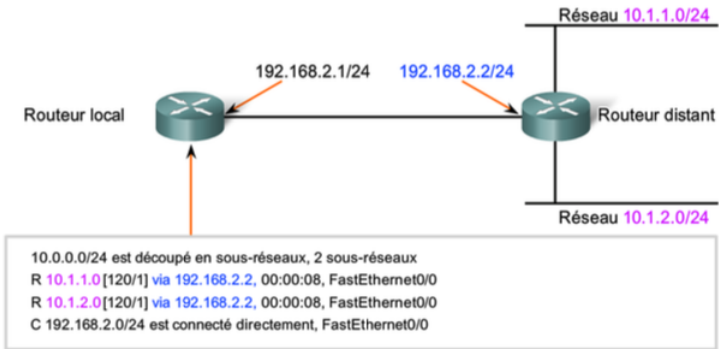 Réseau 10.1.1.0/24
192.168.2.1/24
192.168.2.2/24
Routeur local
Routeur distant
Réseau 10.1.2.0/24
10.0.0.0/24 est découpé en sous-réseaux, 2 sous-réseaux
R 10.1.1.0 [120/1] via 192.168.2.2, 00:00:08, FastEthernet0/0
R 10.1.2.0 [120/1] via 192.168.2.2, 00:00:08, FastEthernet0/0
C 192.168.2.0/24 est connecté directement, FastEthernet0/0